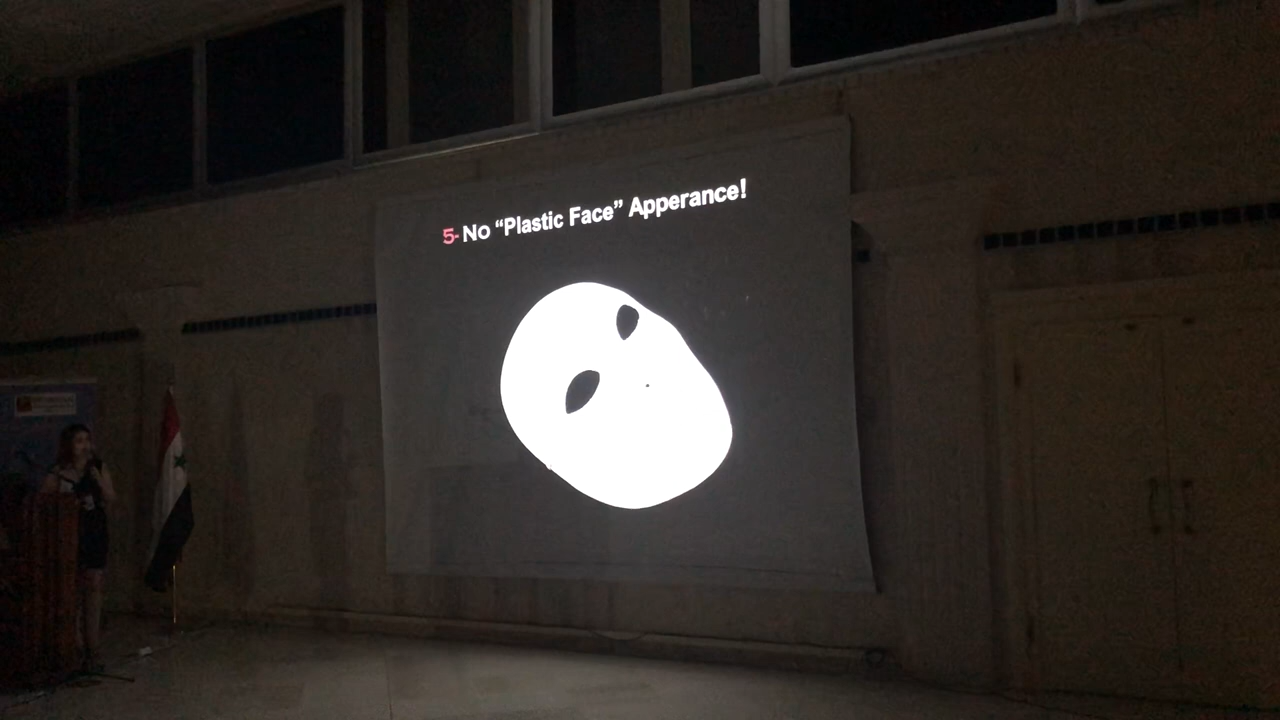 5- No “Plastic Face” Apperance!